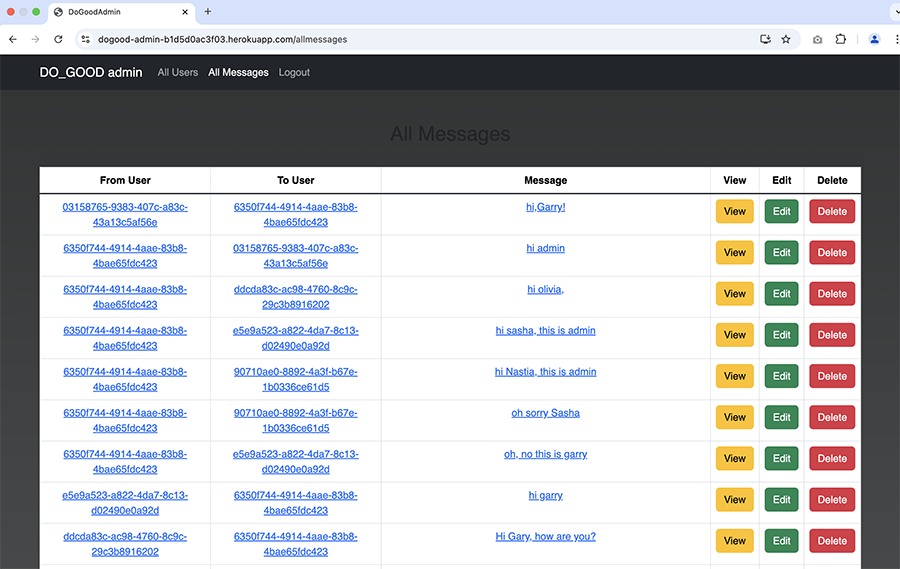 DoGoodAdmin
dogood-admin-b1d5d0ac3f03.herokuapp.com/allmessages
DO_GOOD admin All Users All Messages Logout
All Messages
From User To User Message View Edit Delete
03158765-9383-407c-a83c- 6350f744-4914-4aae-83b8- hi,Garry! View Edit Delete
43a13c5af56e 4bae65fdc423
6350f744-4914-4aae-83b8- 03158765-9383-407c-a83c- hi admin View Edit Delete
4bae65fdc423 43a13c5af56e
6350f744-4914-4aae-83b8- ddcda83c-ac98-4760-8c9c- hi olivia, View Edit Delete
4bae65fdc423 29c3b8916202
6350f744-4914-4aae-83b8- e5e9a523-a822-4da7-8c13- hi sasha, this is admin View Edit Delete
4bae65fdc423 d02490e0a92d
6350f744-4914-4aae-83b8- 90710ae0-8892-4a3f-b67e- hi Nastia, this is admin View Edit Delete
4bae65fdc423 1b0336ce61d5
6350f744-4914-4aae-83b8- 90710ae0-8892-4a3f-b67e- oh sorry Sasha View Edit Delete
4bae65fdc423 1b0336ce61d5
6350f744-4914-4aae-83b8- e5e9a523-a822-4da7-8c13- oh, no this is garry View Edit Delete
4bae65fdc423 d02490e0a92d
e5e9a523-a822-4da7-8c13- 6350f744-4914-4aae-83b8- hi garry View Edit Delete
d02490e0a92d 4bae65fdc423
ddcda83c-ac98-4760-8c9c- 6350f744-4914-4aae-83b8- Hi Gary, how are you? View Edit Delete
29c3b8916202 4bae65fdc423